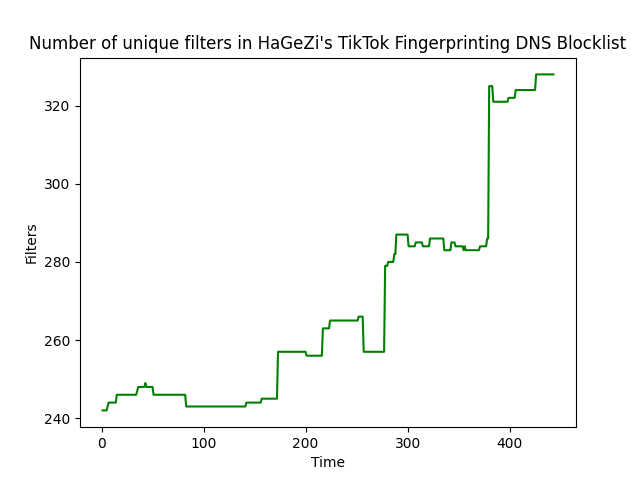 Number of unique filters in HaGeZi's TikTok Fingerprinting DNS Blocklist
320
300
280
260
240
Filters
0 100 200 300 400
Time